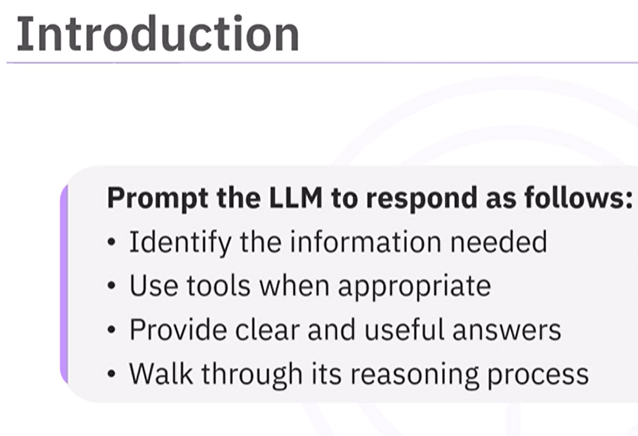 Introduction
Prompt the LLM to respond as follows:
• Identify the information needed
• Use tools when appropriate
• Provide clear and useful answers
• Walk through its reasoning process